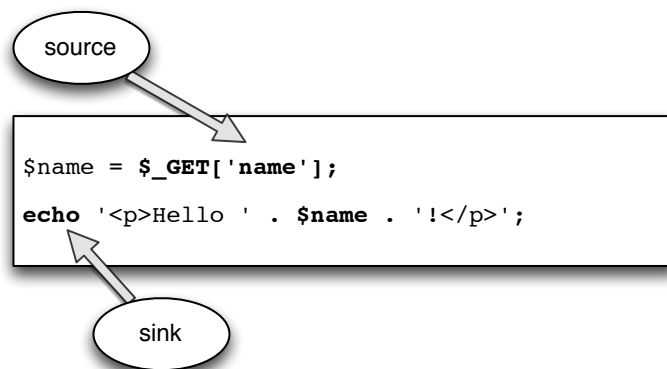 source
$name = $_GET['name'];
echo '<p>Hello ' . $name . '!</p>';
sink